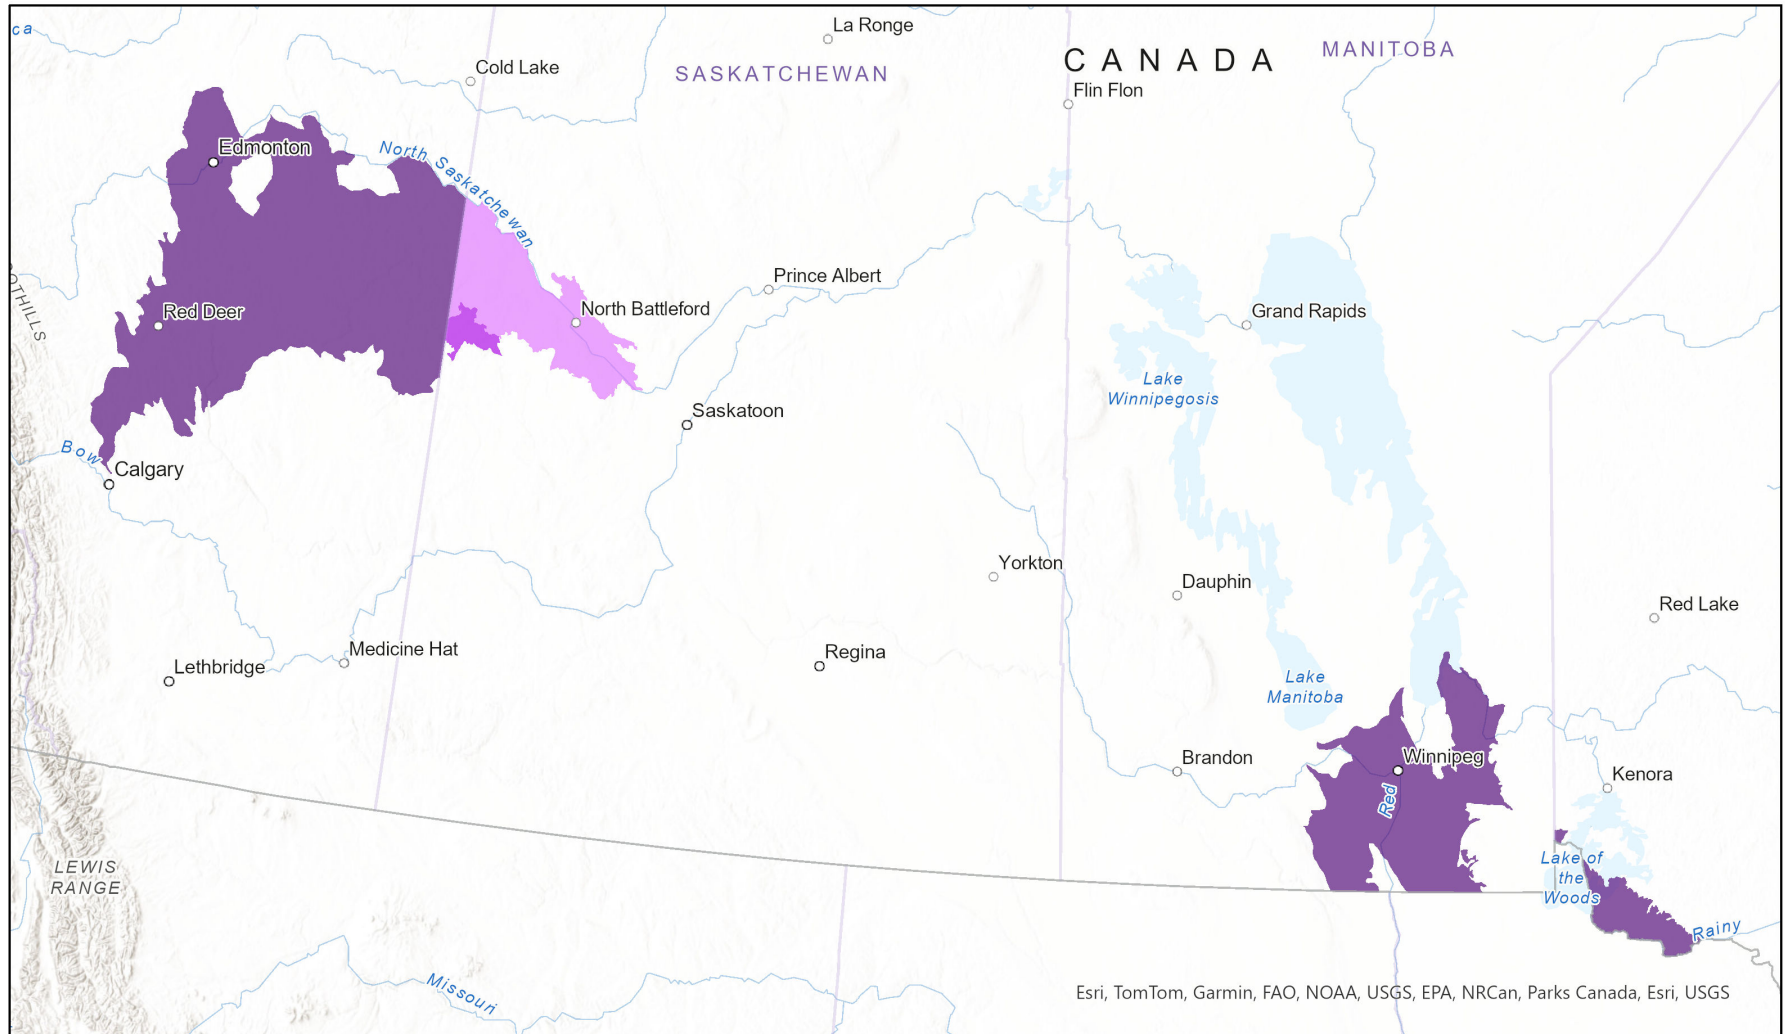 ca
La Ronge
CANADA
MANITOBA
Cold Lake
SASKATCHEWAN
Flin Flon
Edmonton
North Saskatchewan
Prince Albert
OTHILLS
Red Deer
North Battleford
Grand Rapids
Lake
Winnipegosis
Saskatoon
Bow
Calgary
Yorkton
Dauphin
Red Lake
Medicine Hat
Regina
Lethbridge
Lake
Manitoba
Brandon
Winnipeg
Kenora
Red
LEWIS
RANGE
Lake of
the
Woods
Rainy
Missouri
Esri, TomTom, Garmin, FAO, NOAA, USGS, EPA, NRCan, Parks Canada, Esri, USGS